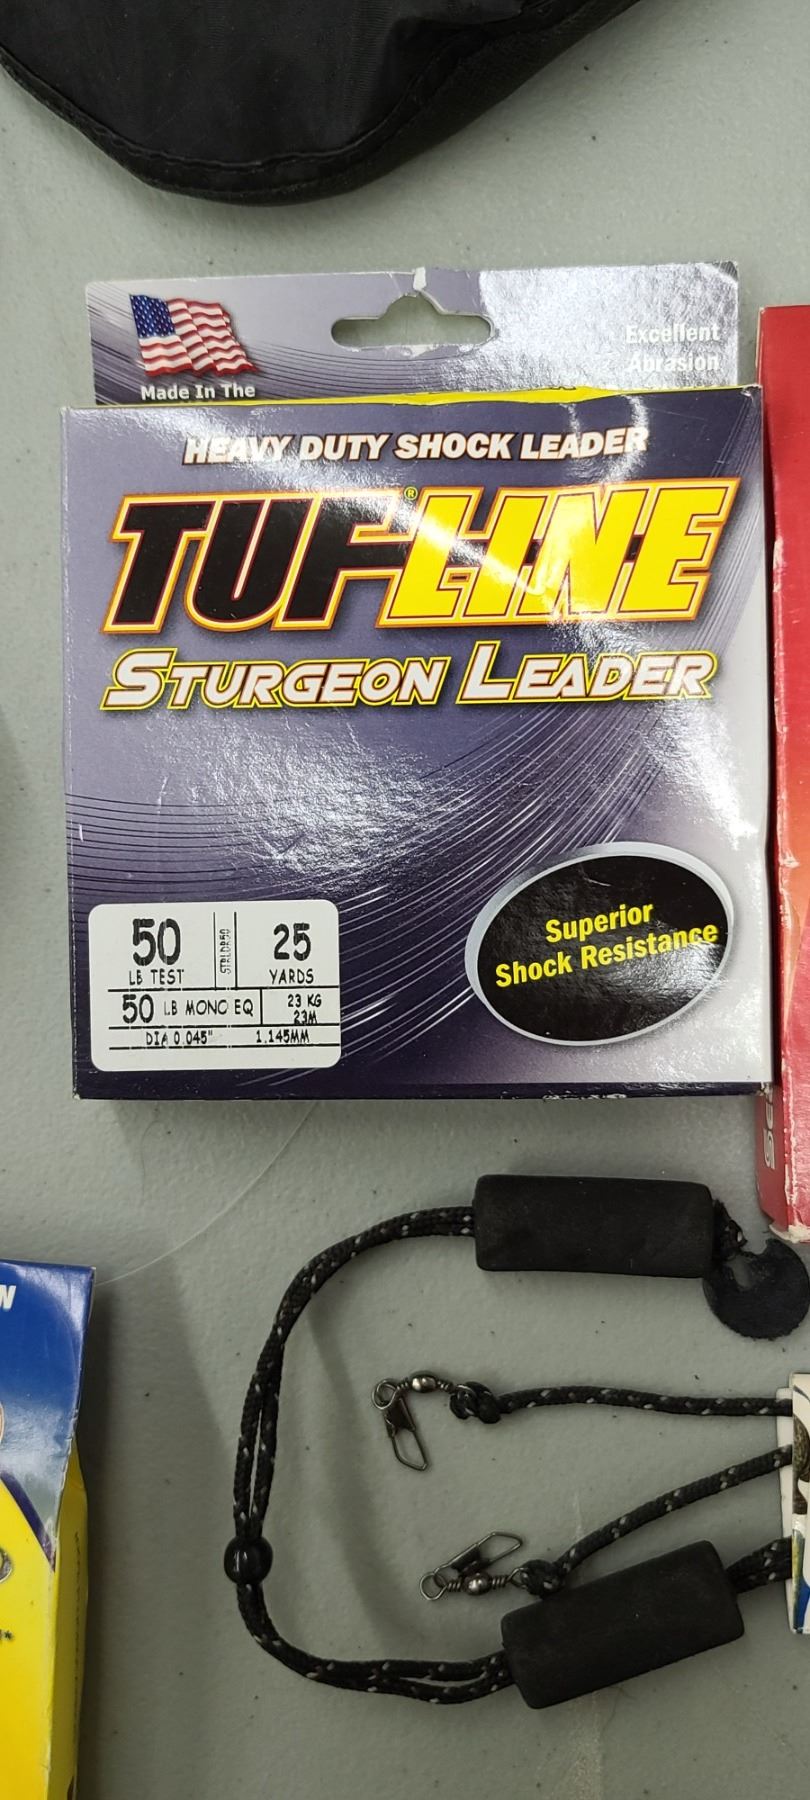 Made In The
Excellent
Abrasion
HEAVY DUTY SHOCK LEADER
TUF-LINE®
STURGEON LEADER
Superior
Shock Resistance
50
LB TEST
STRLDR50
25
YARDS
50 LB MONO EQ
23 KG
23M
DIA 0.045" 1.145MM